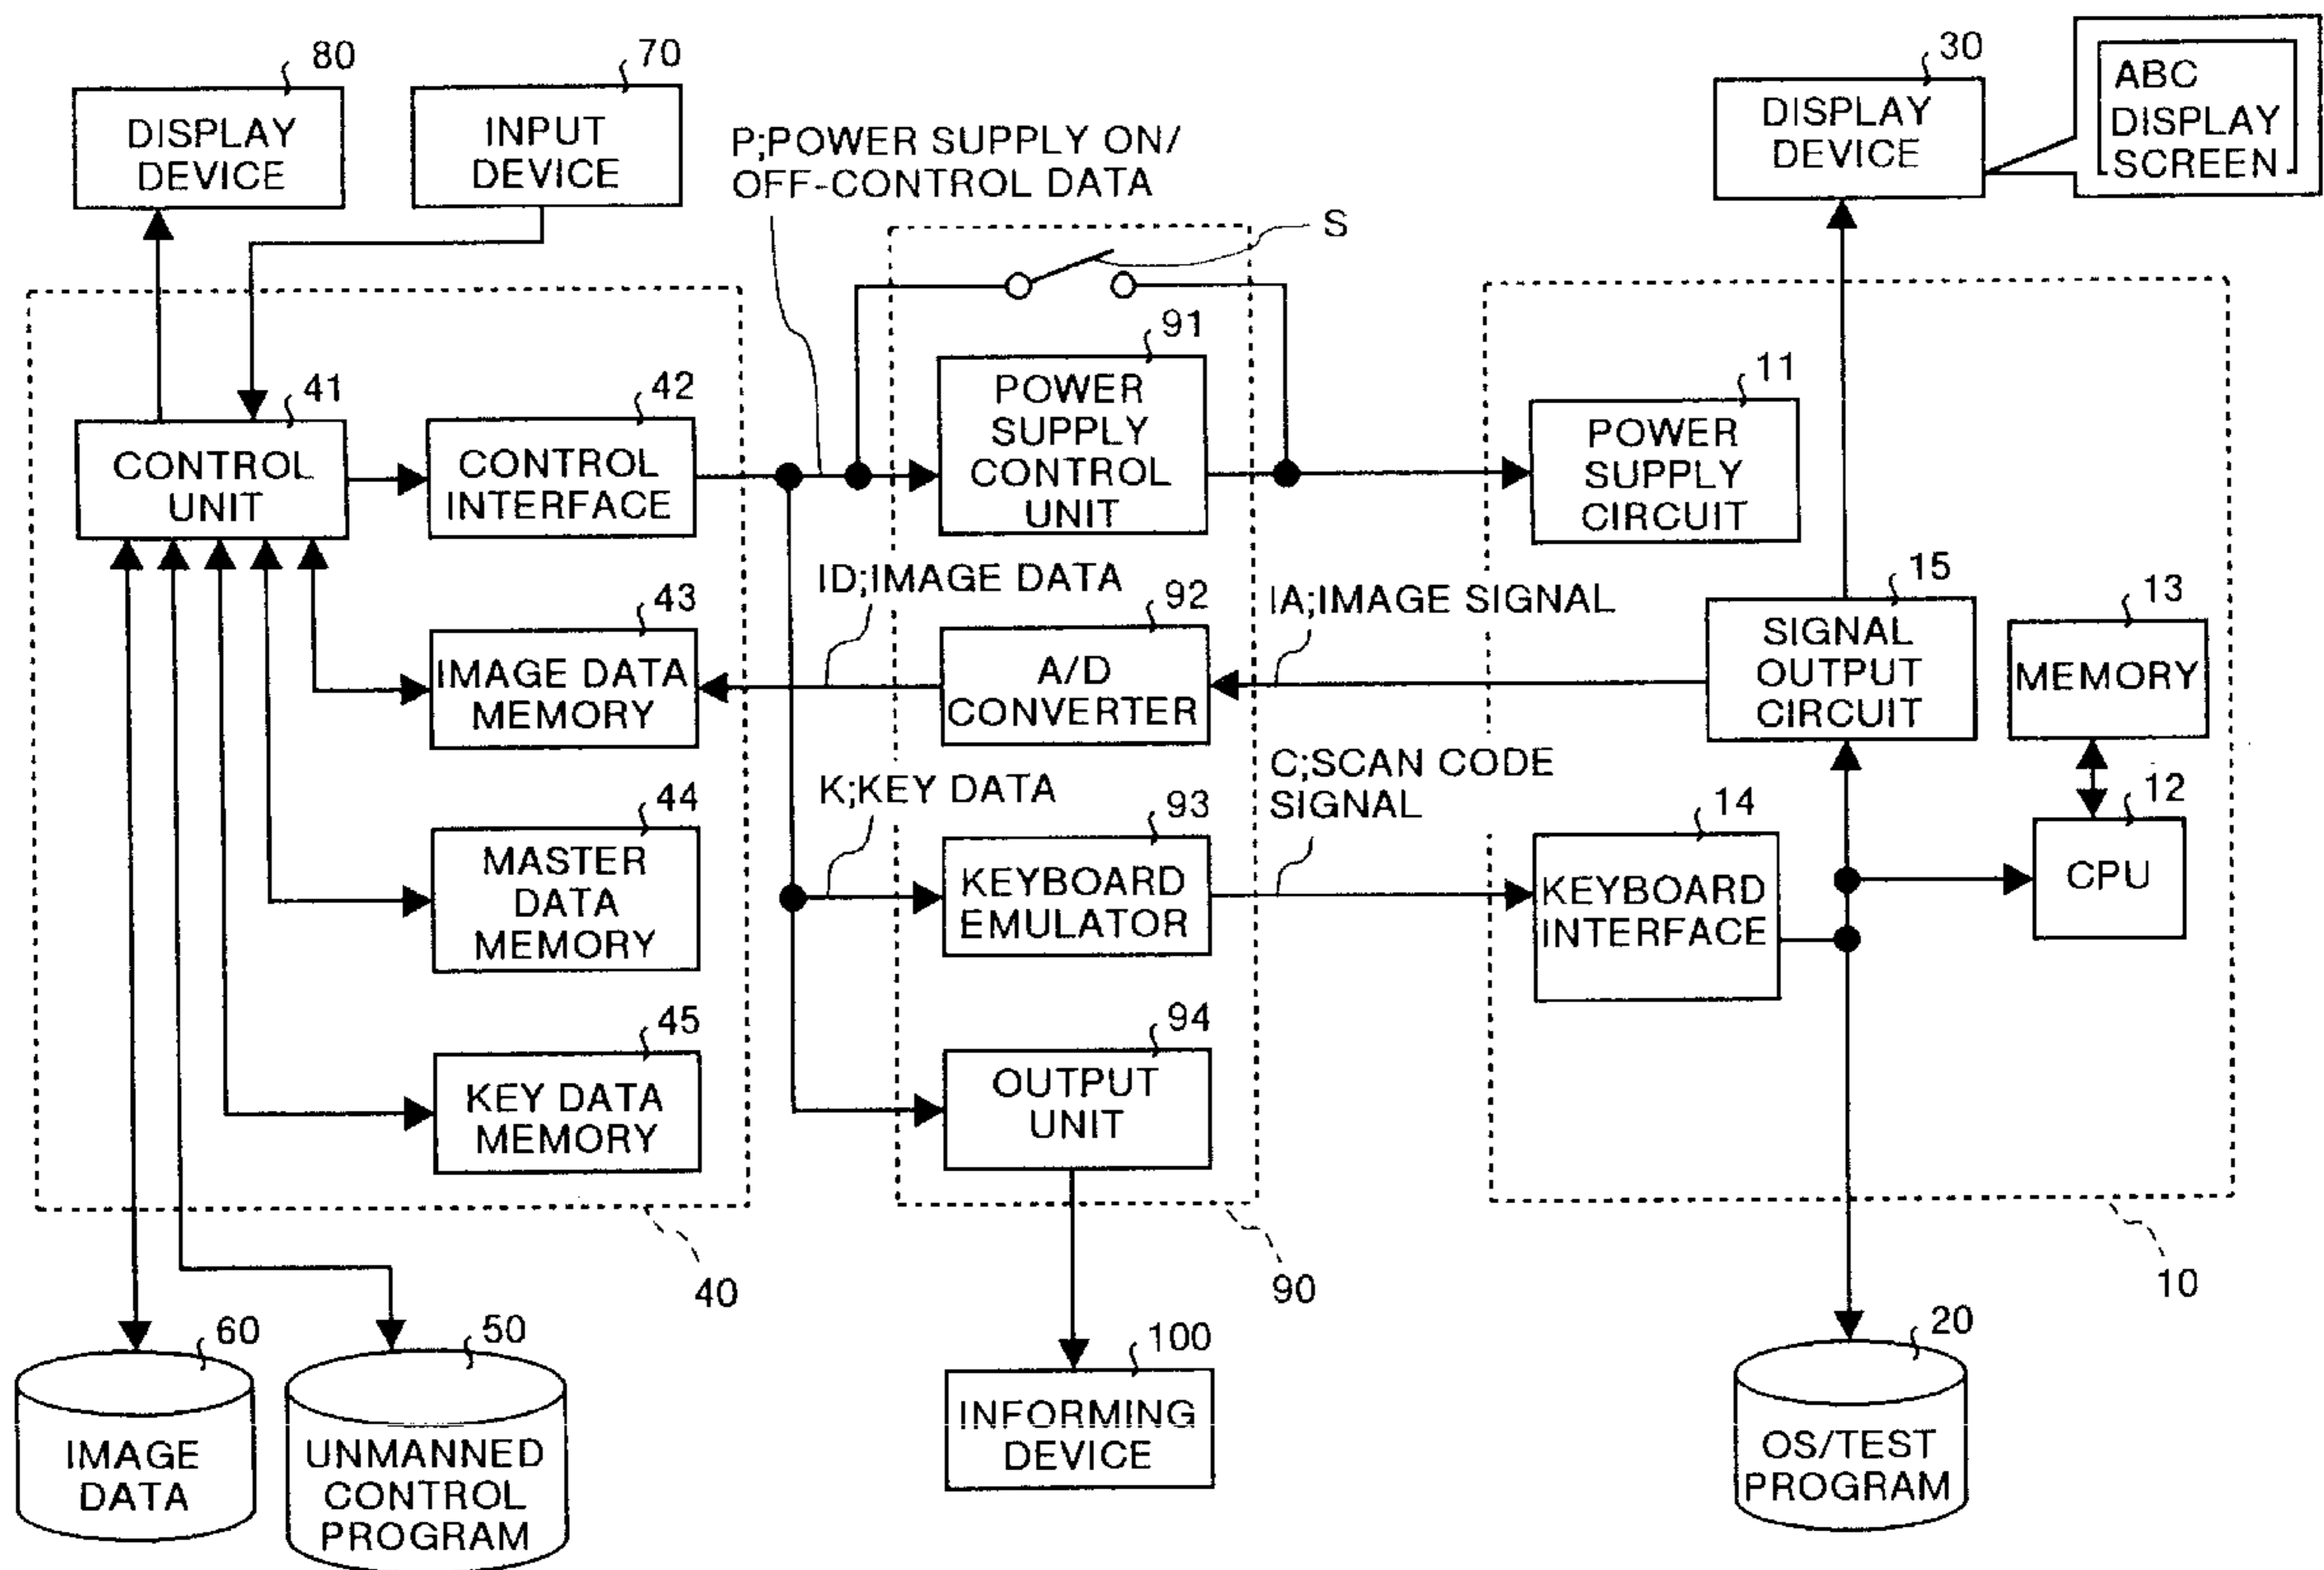 80
70
30
DISPLAY
DEVICE
INPUT
DEVICE
P;POWER SUPPLY ON/
OFF-CONTROL DATA
DISPLAY
DEVICE
ABC
DISPLAY
SCREEN
S
91
POWER
SUPPLY
CONTROL
UNIT
11
POWER
SUPPLY
CIRCUIT
41
CONTROL
UNIT
42
CONTROL
INTERFACE
ID;IMAGE DATA
IA;IMAGE SIGNAL
43
IMAGE DATA
MEMORY
92
A/D
CONVERTER
15
SIGNAL
OUTPUT
CIRCUIT
13
MEMORY
K;KEY DATA
C;SCAN CODE
SIGNAL
44
MASTER
DATA
MEMORY
93
KEYBOARD
EMULATOR
14
KEYBOARD
INTERFACE
12
CPU
45
KEY DATA
MEMORY
94
OUTPUT
UNIT
40
90
10
60
IMAGE
DATA
50
UNMANNED
CONTROL
PROGRAM
100
INFORMING
DEVICE
20
OS/TEST
PROGRAM